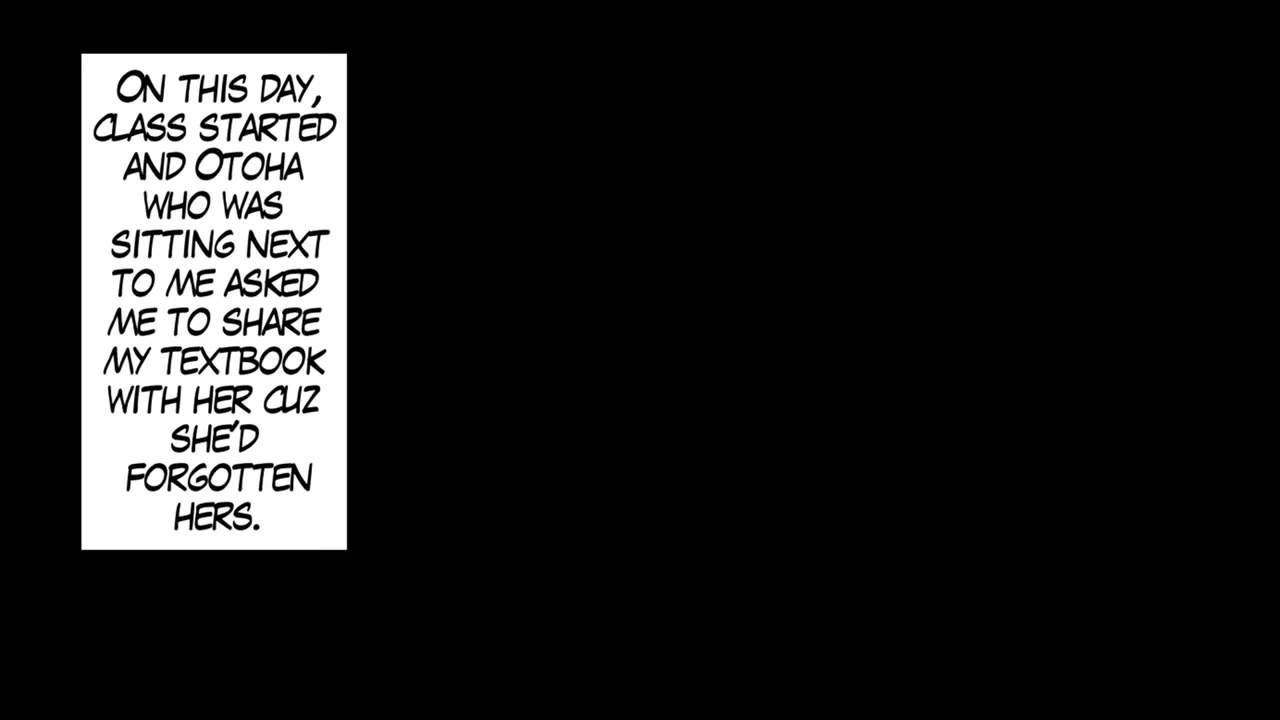 ON THIS DAY,
CLASS STARTED
AND OTOHA
WHO WAS
SITTING NEXT
TO ME ASKED
ME TO SHARE
MY TEXTBOOK
WITH HER CUZ
SHE'D
FORGOTTEN
HERS.